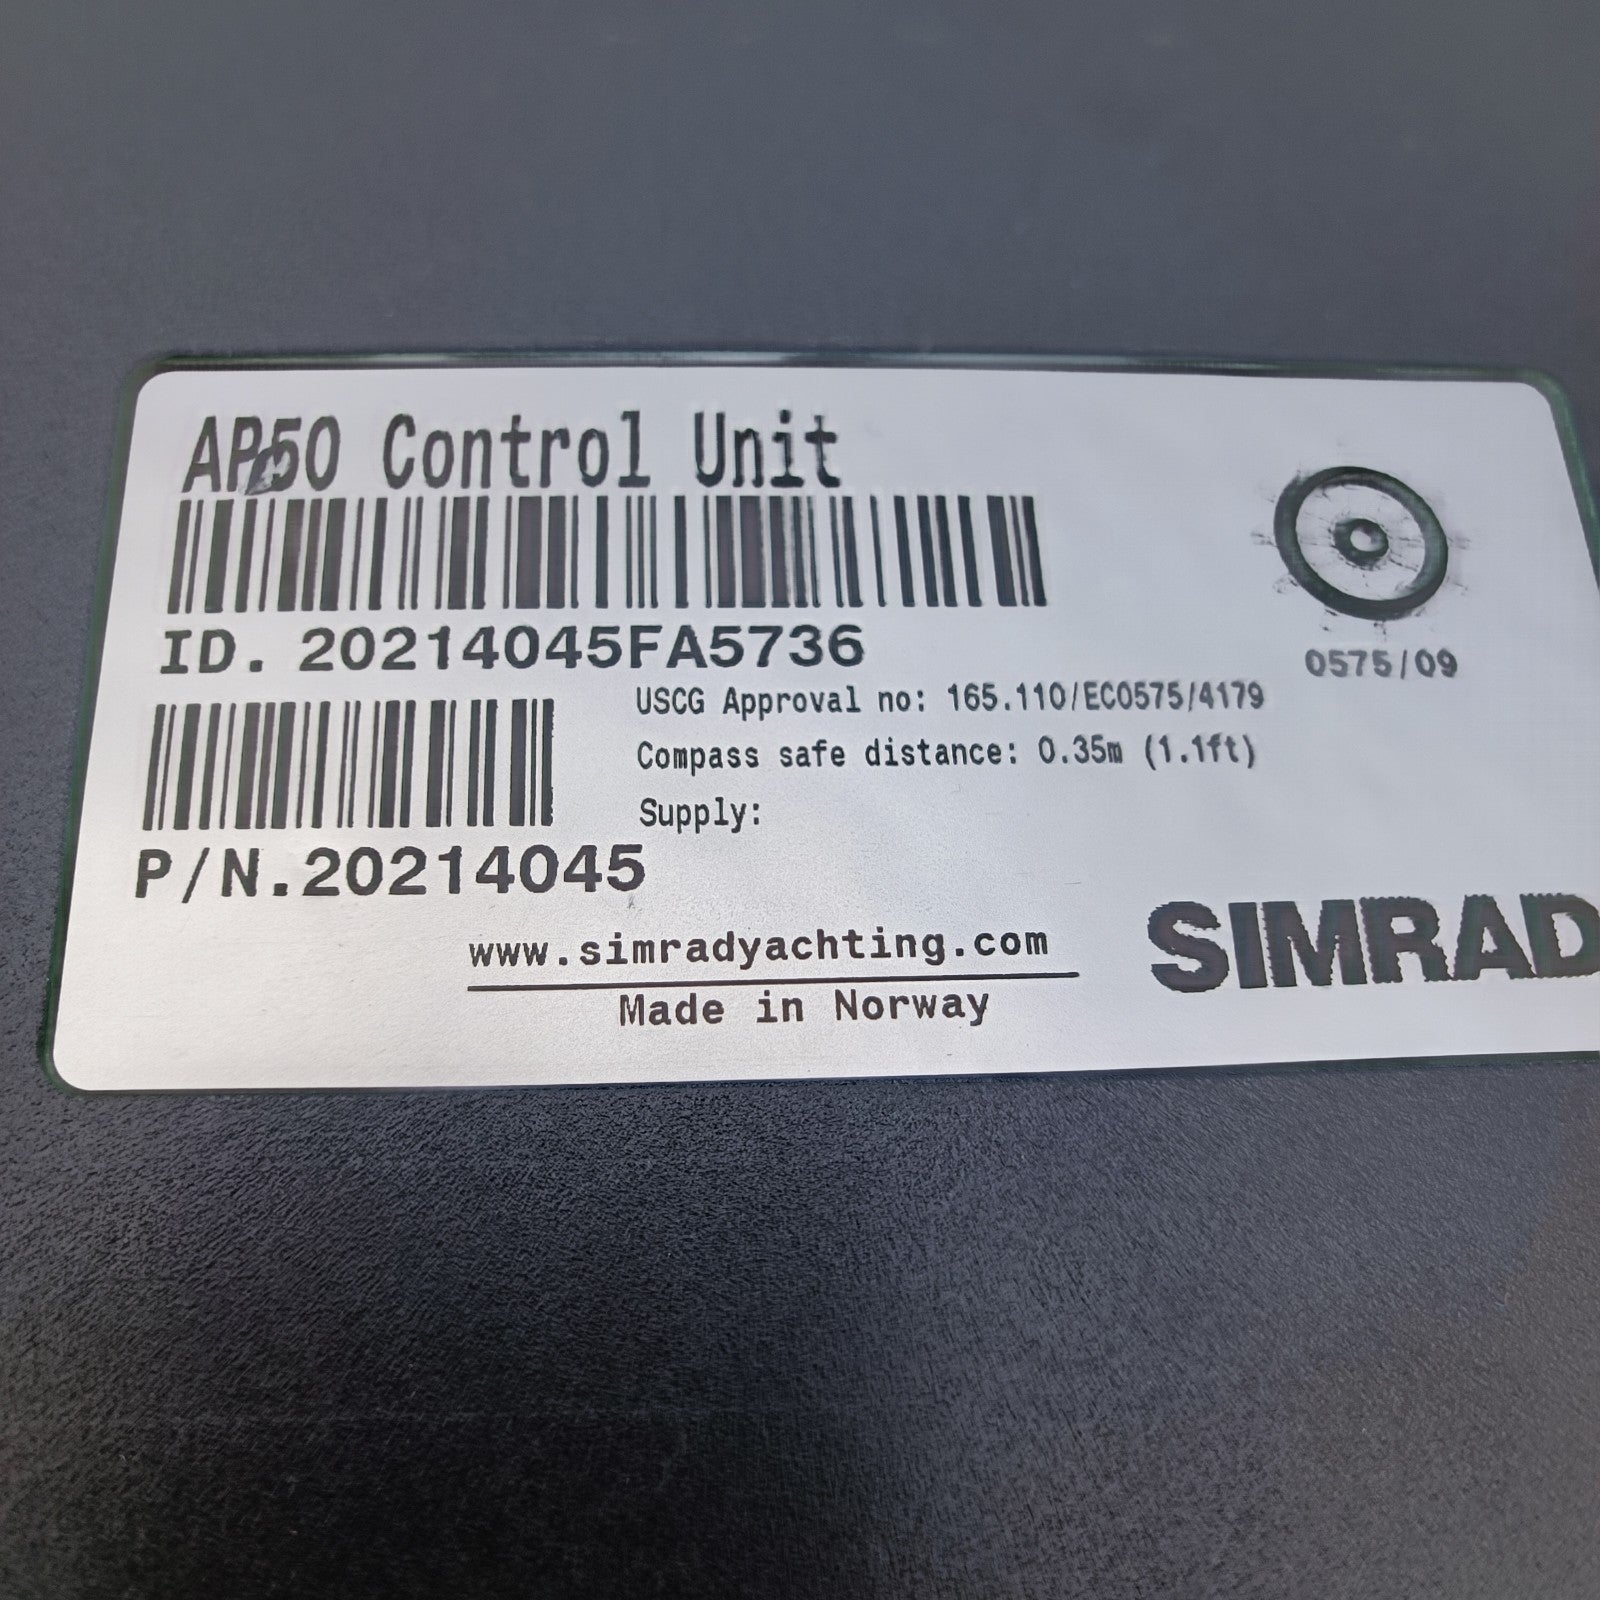 AP50 Control Unit
ID. 20214045FA5736
0575/09
USCG Approval no: 165.110/EC0575/4179
Compass safe distance: 0.35m (1.1ft)
Supply:
P/N.20214045
www.simradyachting.com
Made in Norway
SIMRAD